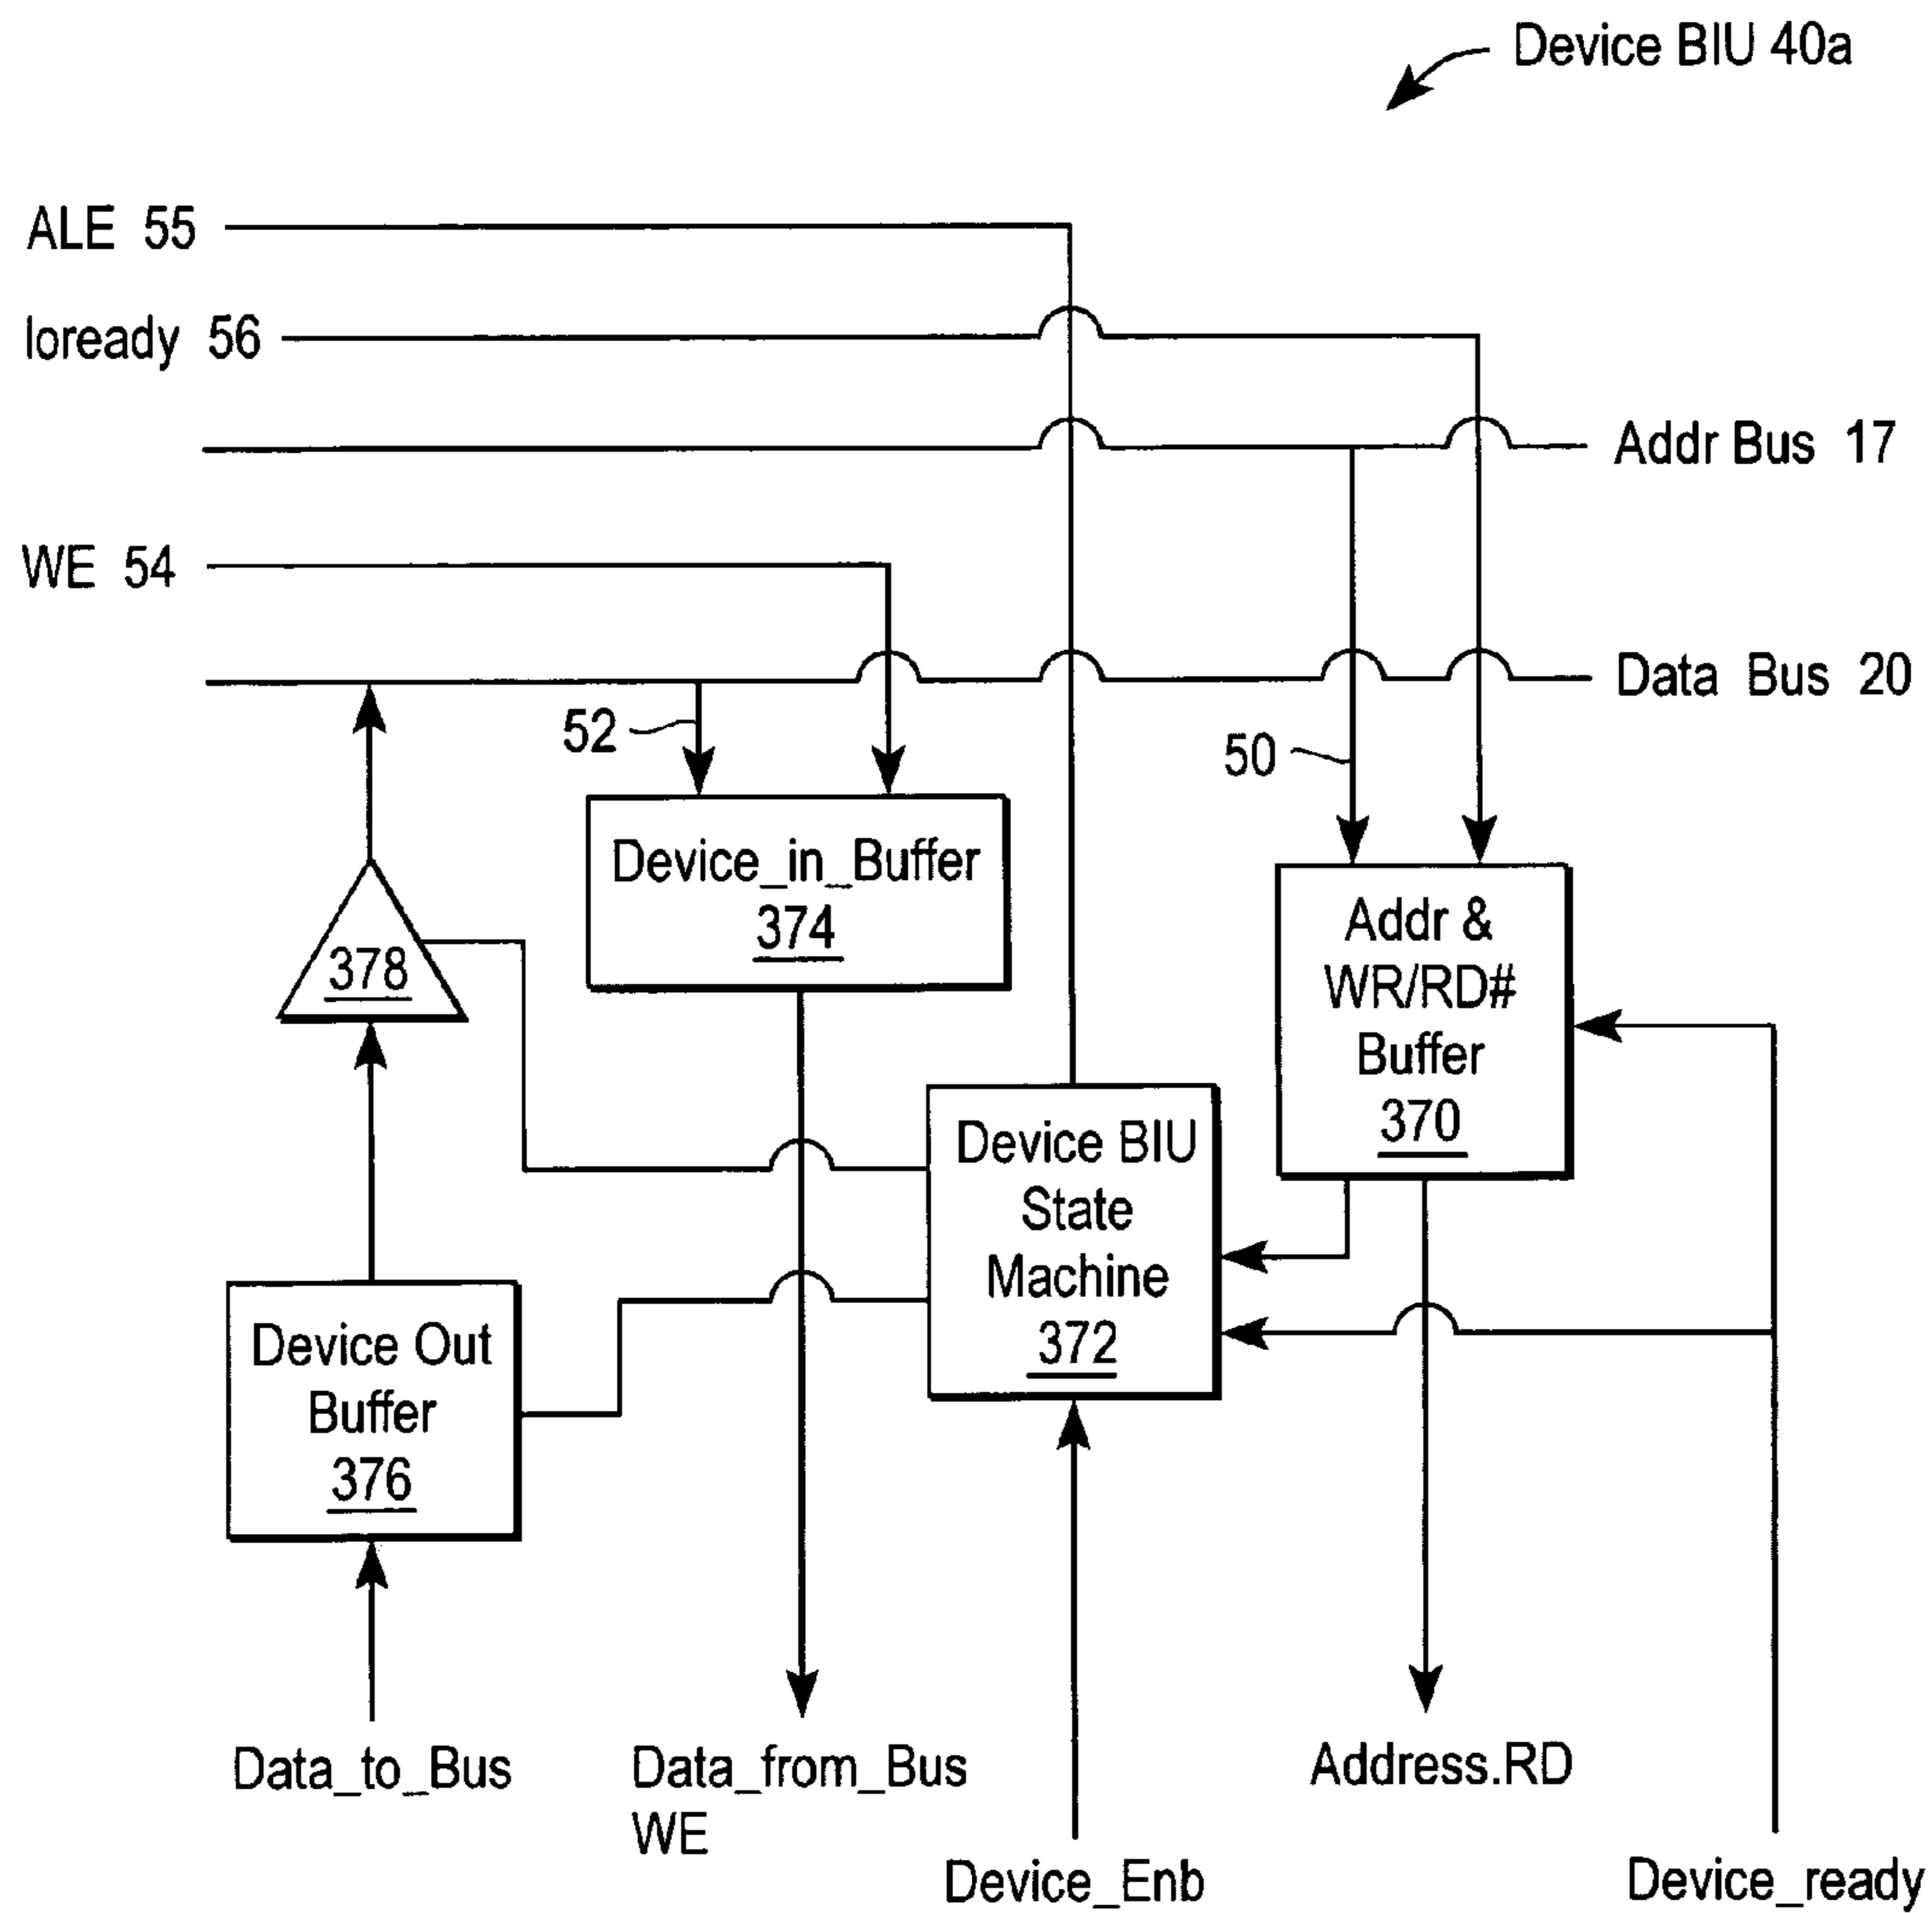 Device BIU 40a
ALE 55
Ioready 56
Addr Bus 17
WE 54
Data Bus 20
52
50
Device_in_Buffer
374
Addr &
WR/RD#
Buffer
370
378
Device BIU
State
Machine
372
Device Out
Buffer
376
Data_to_Bus
Data_from_Bus
WE
Address.RD
Device_Enb
Device_ready